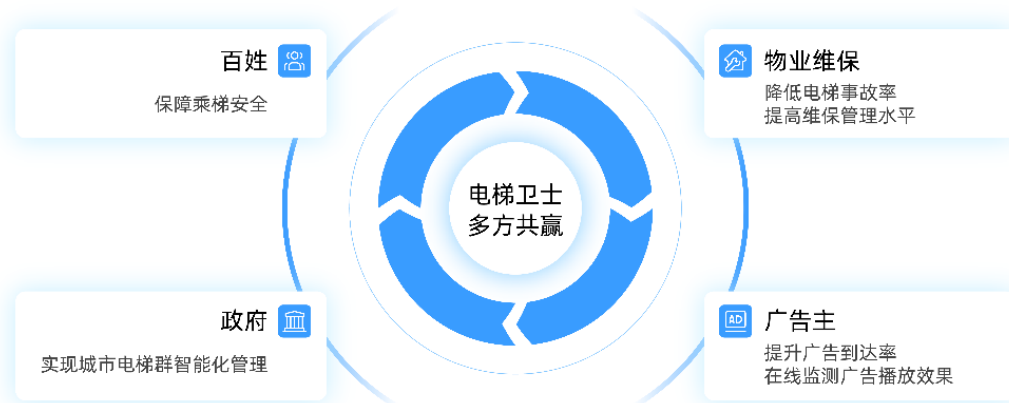 百姓
保障乘梯安全
物业维保
降低电梯事故率
提高维保管理水平
电梯卫士
多方共赢
政府
实现城市电梯群智能化管理
AD
广告主
提升广告到达率
在线监测广告播放效果